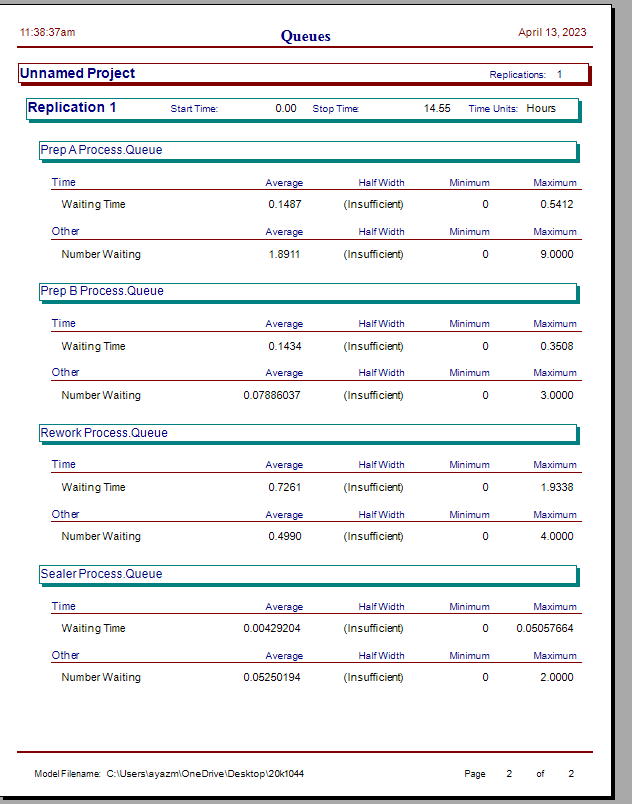 11:38:37am Queues April 13, 2023
Unnamed Project Replications: 1
Replication 1 Start Time: 0.00 Stop Time: 14.55 Time Units: Hours
Prep A Process.Queue
Time Average Half Width Minimum Maximum
Waiting Time 0.1487 (Insufficient) 0 0.5412
Other Average Half Width Minimum Maximum
Number Waiting 1.8911 (Insufficient) 0 9.0000
Prep B Process.Queue
Time Average Half Width Minimum Maximum
Waiting Time 0.1434 (Insufficient) 0 0.3508
Other Average Half Width Minimum Maximum
Number Waiting 0.07886037 (Insufficient) 0 3.0000
Rework Process.Queue
Time Average Half Width Minimum Maximum
Waiting Time 0.7261 (Insufficient) 0 1.9338
Other Average Half Width Minimum Maximum
Number Waiting 0.4990 (Insufficient) 0 4.0000
Sealer Process.Queue
Time Average Half Width Minimum Maximum
Waiting Time 0.00429204 (Insufficient) 0 0.05057664
Other Average Half Width Minimum Maximum
Number Waiting 0.05250194 (Insufficient) 0 2.0000
Model Filename: C:\Users\ayazm\OneDrive\Desktop\20k1044 Page 2 of 2